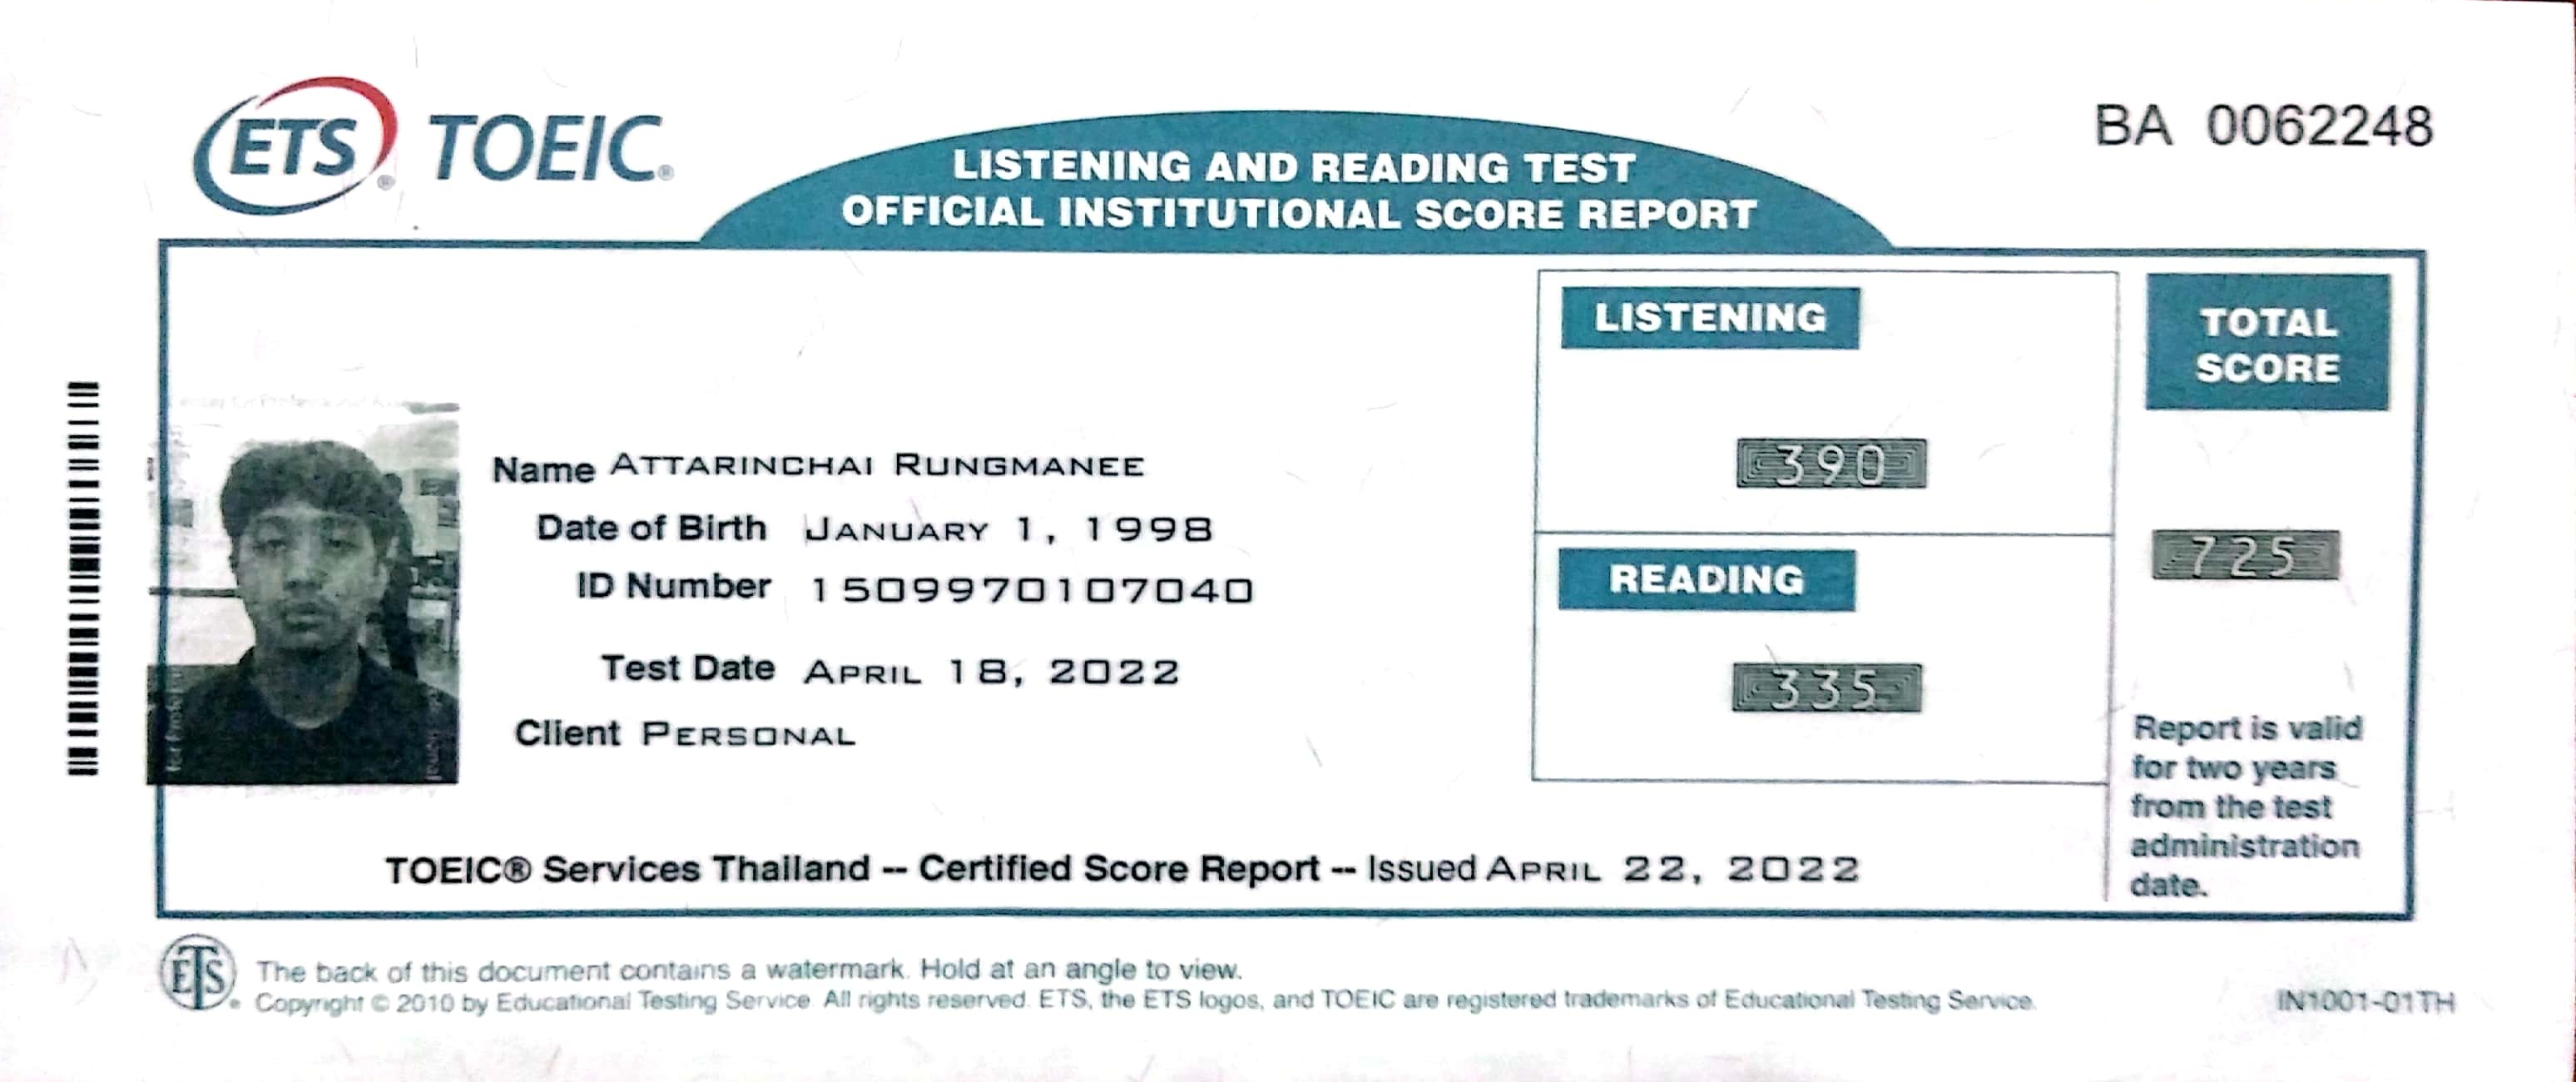 ETS® TOEIC®
LISTENING AND READING TEST
OFFICIAL INSTITUTIONAL SCORE REPORT
BA 0062248
Name ATTARINCHAI RUNGMANEE
Date of Birth JANUARY 1, 1998
ID Number 1509970107040
Test Date APRIL 18, 2022
Client PERSONAL
LISTENING
390
READING
335
TOTAL
SCORE
725
Report is valid
for two years
from the test
administration
date.
TOEIC® Services Thailand -- Certified Score Report -- Issued APRIL 22, 2022
ETS®
The back of this document contains a watermark. Hold at an angle to view.
Copyright © 2010 by Educational Testing Service. All rights reserved. ETS, the ETS logos, and TOEIC are registered trademarks of Educational Testing Service.
IN1001-01TH